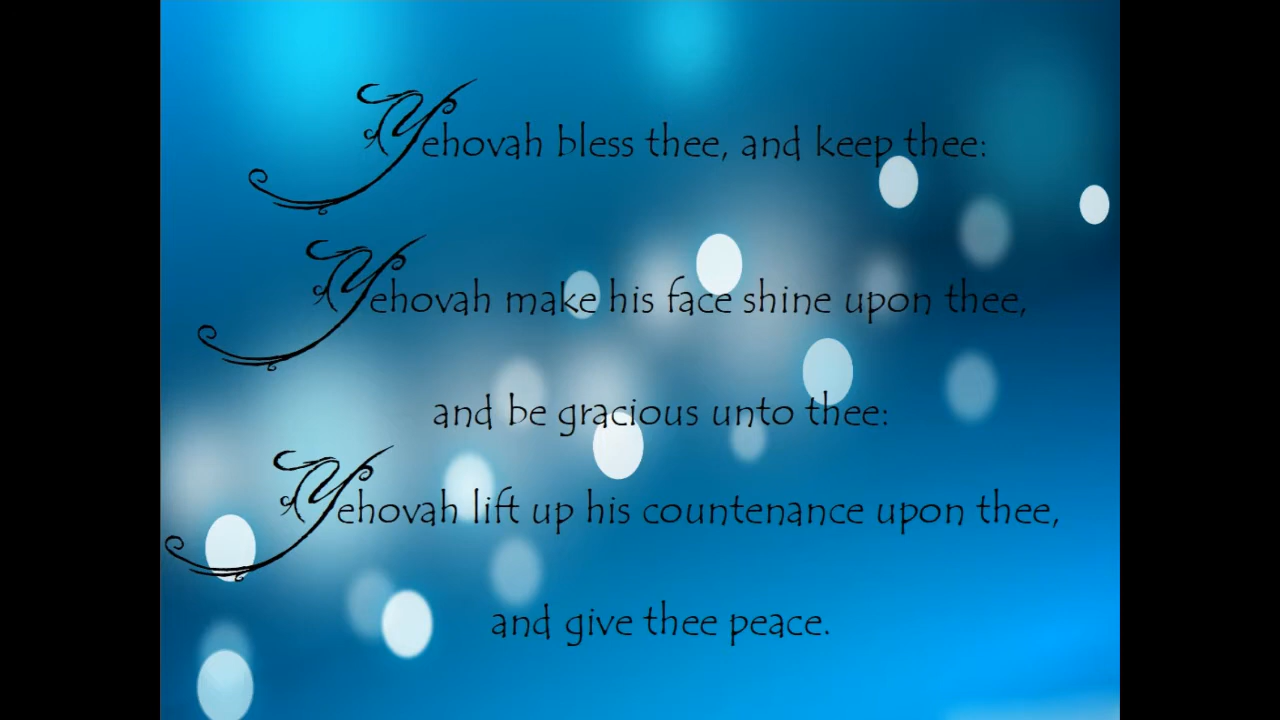 Yehovah bless thee, and keep thee:
Yehovah make his face shine upon thee,
and be gracious unto thee:
Yehovah lift up his countenance upon thee,
and give thee peace.